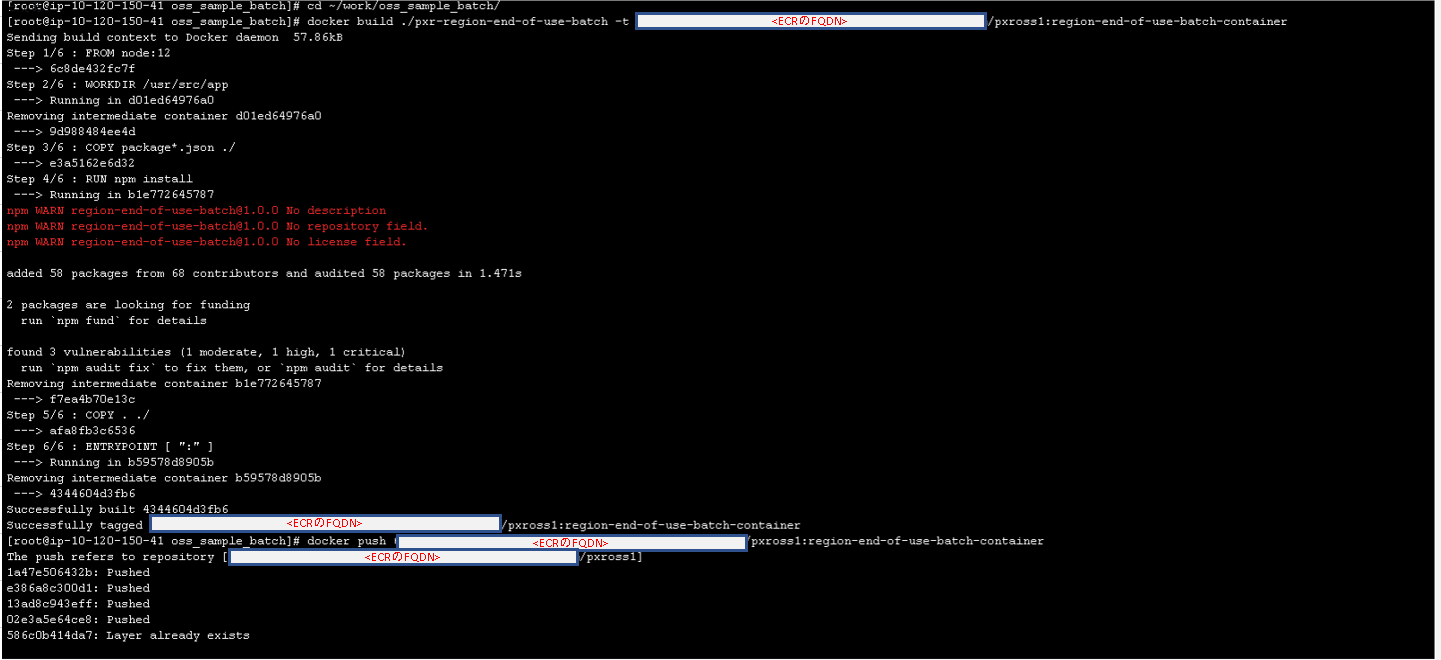 [root@ip-10-120-150-41 oss_sample_batch]# cd ~/work/oss_sample_batch/
[root@ip-10-120-150-41 oss_sample_batch]# docker build ./pxr-region-end-of-use-batch -t <ECRのFQDN>/pxross1:region-end-of-use-batch-container
Sending build context to Docker daemon  57.86kB
Step 1/6 : FROM node:12
 ---> 6c8de432fc7f
Step 2/6 : WORKDIR /usr/src/app
 ---> Running in d01ed64976a0
Removing intermediate container d01ed64976a0
 ---> 9d988484ee4d
Step 3/6 : COPY package*.json ./
 ---> e3a5162e6d32
Step 4/6 : RUN npm install
 ---> Running in b1e772645787
npm WARN region-end-of-use-batch@1.0.0 No description
npm WARN region-end-of-use-batch@1.0.0 No repository field.
npm WARN region-end-of-use-batch@1.0.0 No license field.
added 58 packages from 68 contributors and audited 58 packages in 1.471s
2 packages are looking for funding
  run `npm fund` for details
found 3 vulnerabilities (1 moderate, 1 high, 1 critical)
  run `npm audit fix` to fix them, or `npm audit` for details
Removing intermediate container b1e772645787
 ---> f7ea4b70e13c
Step 5/6 : COPY . ./
 ---> afa8fb3c6536
Step 6/6 : ENTRYPOINT [ ":" ]
 ---> Running in b59578d8905b
Removing intermediate container b59578d8905b
 ---> 4344604d3fb6
Successfully built 4344604d3fb6
Successfully tagged <ECRのFQDN>/pxross1:region-end-of-use-batch-container
[root@ip-10-120-150-41 oss_sample_batch]# docker push <ECRのFQDN>/pxross1:region-end-of-use-batch-container
The push refers to repository [<ECRのFQDN>/pxross1]
1a47e506432b: Pushed
e386a8c300d1: Pushed
13ad8c943eff: Pushed
02e3a5e64ce8: Pushed
586c0b414da7: Layer already exists